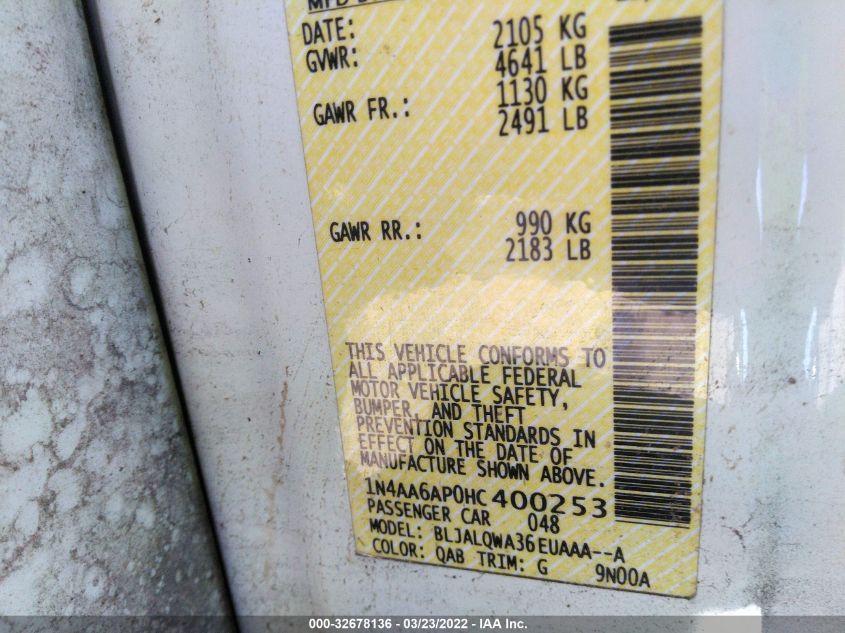 DATE:
2105 KG
GVWR:
4641 LB
1130 KG
GAWR FR.:
2491 LB
GAWR RR.:
990 KG
2183 LB
THIS VEHICLE CONFORMS TO
ALL APPLICABLE FEDERAL
MOTOR VEHICLE SAFETY,
BUMPER, AND THEFT
PREVENTION STANDARDS IN
EFFECT ON THE DATE OF
MANUFACTURE SHOWN ABOVE.
1N4AA6AP0HC400253
PASSENGER CAR 048
MODEL: BLJALQWA36EUAAA--A
COLOR: QAB TRIM: G 9N00A
000-32678136 - 03/23/2022 - IAA Inc.